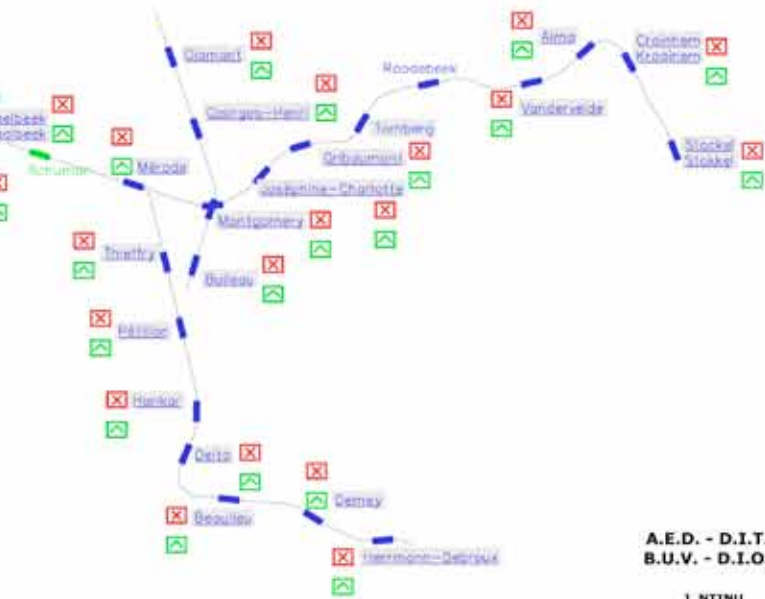 Diamant
Alma
Crainhem
Kraainem
Roodebeek
Georges-Henri
Vandervelde
Tomberg
Gribaumont
Stockel
Stokkel
Schuman
Mérode
Joséphine-Charlotte
Montgomery
Thieffry
Boileau
Pétillon
Hankar
Delta
Demey
Beaulieu
Herrmann-Debroux
A.E.D. - D.I.T.
B.U.V. - D.I.O